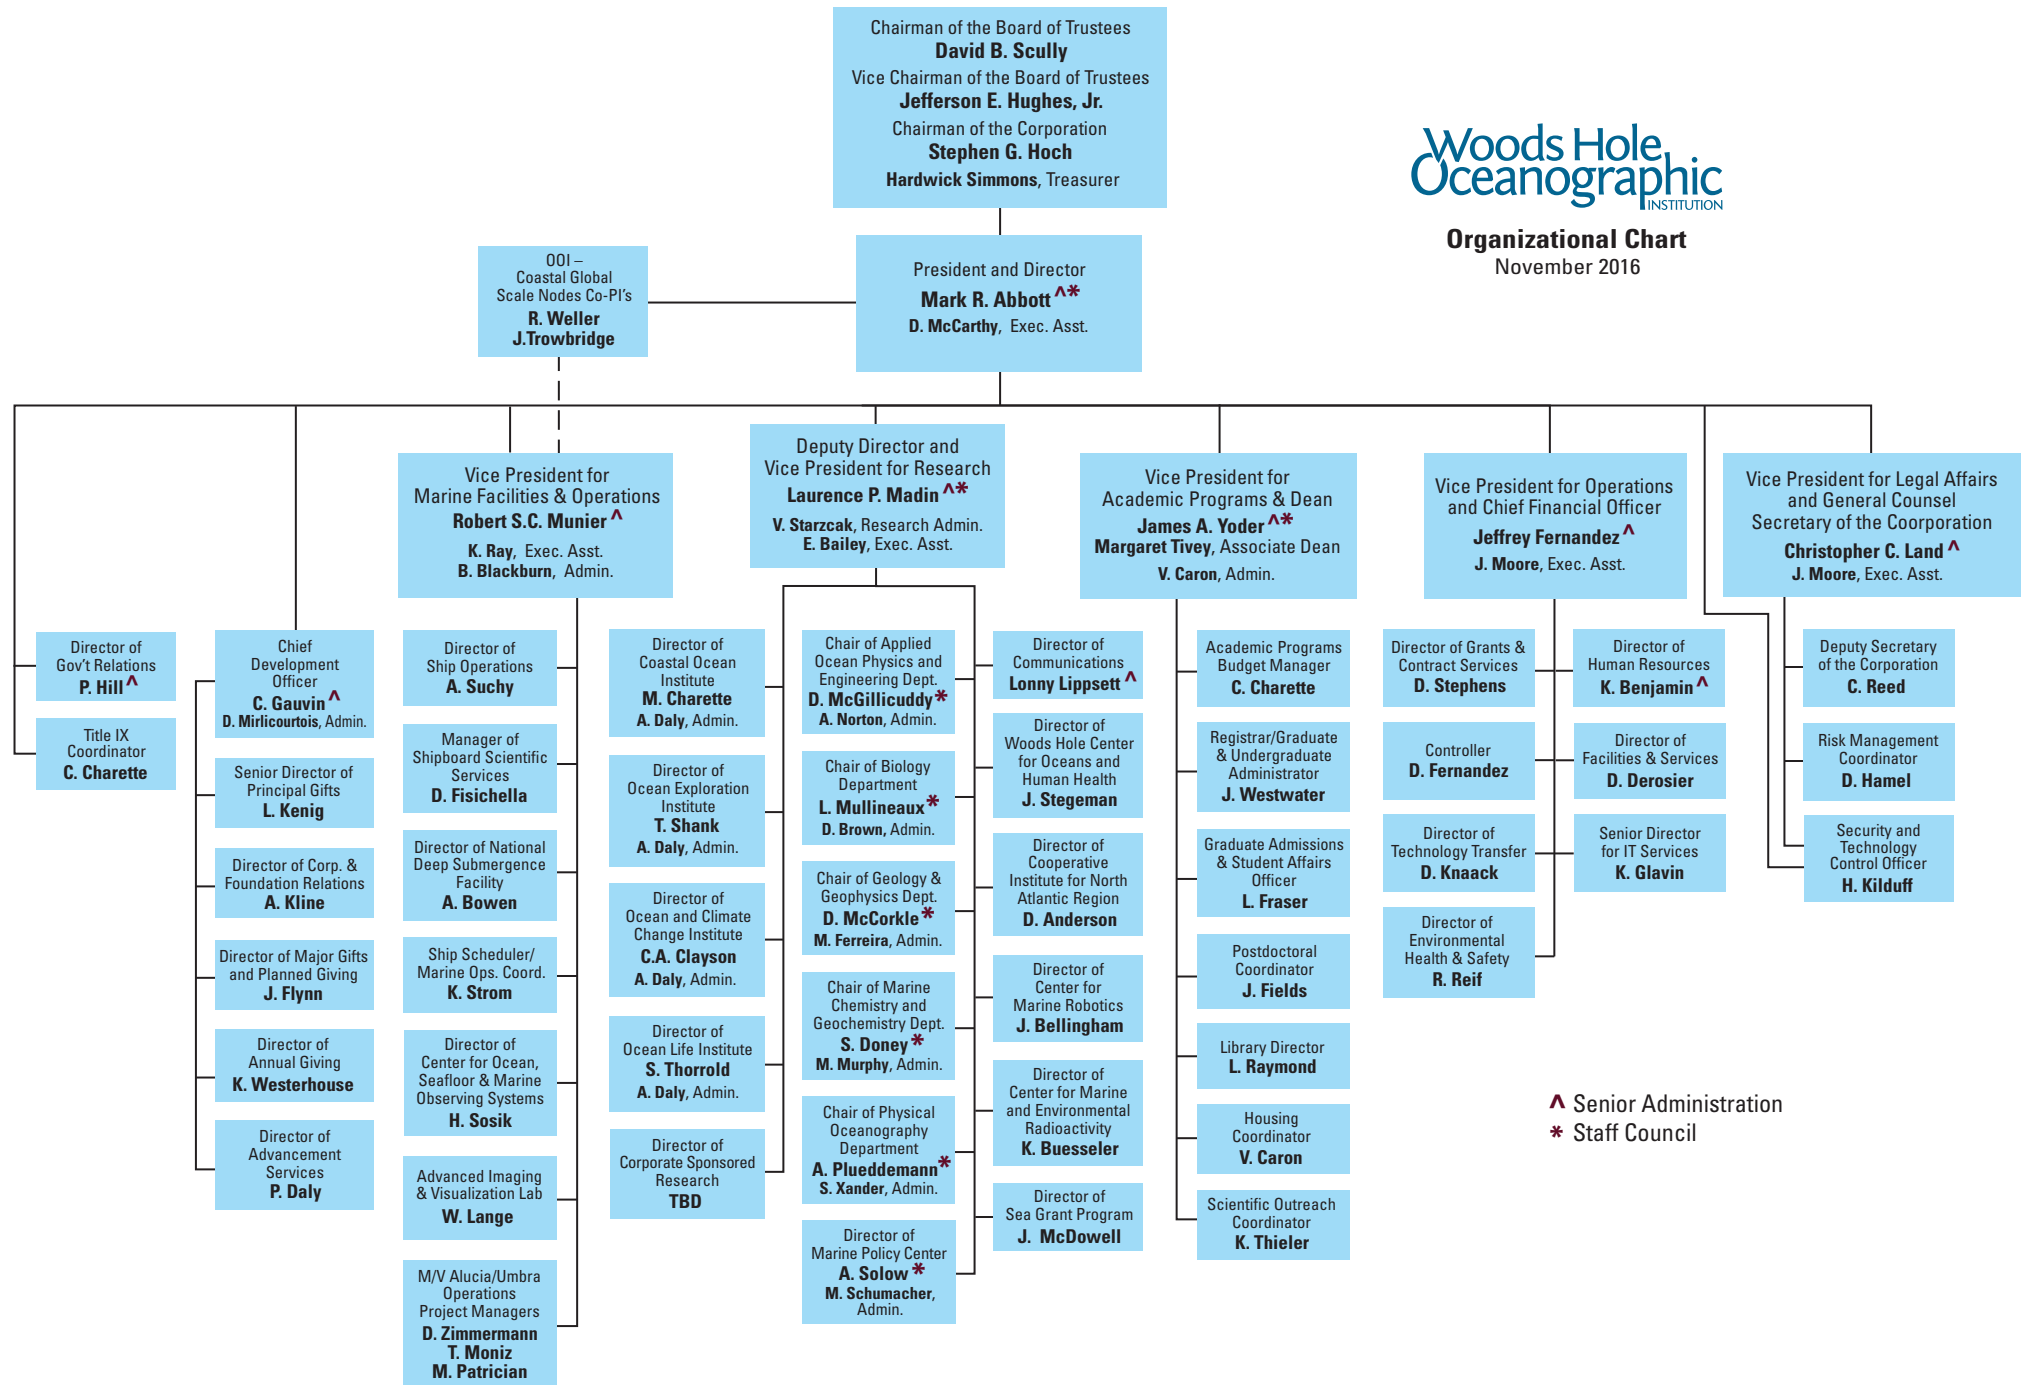 Chairman of the Board of Trustees
David B. Scully
Vice Chairman of the Board of Trustees
Jefferson E. Hughes, Jr.
Chairman of the Corporation
Stephen G. Hoch
Hardwick Simmons, Treasurer
Woods Hole
Oceanographic
INSTITUTION
Organizational Chart
November 2016
OOI –
Coastal Global
Scale Nodes Co-PI's
R. Weller
J.Trowbridge
President and Director
Mark R. Abbott ^*
D. McCarthy, Exec. Asst.
Vice President for
Marine Facilities & Operations
Robert S.C. Munier ^
K. Ray, Exec. Asst.
B. Blackburn, Admin.
Deputy Director and
Vice President for Research
Laurence P. Madin ^*
V. Starzcak, Research Admin.
E. Bailey, Exec. Asst.
Vice President for
Academic Programs & Dean
James A. Yoder ^*
Margaret Tivey, Associate Dean
V. Caron, Admin.
Vice President for Operations
and Chief Financial Officer
Jeffrey Fernandez ^
J. Moore, Exec. Asst.
Vice President for Legal Affairs
and General Counsel
Secretary of the Coorporation
Christopher C. Land ^
J. Moore, Exec. Asst.
Director of
Gov't Relations
P. Hill ^
Title IX
Coordinator
C. Charette
Chief
Development
Officer
C. Gauvin ^
D. Mirlicourtois, Admin.
Senior Director of
Principal Gifts
L. Kenig
Director of Corp. &
Foundation Relations
A. Kline
Director of Major Gifts
and Planned Giving
J. Flynn
Director of
Annual Giving
K. Westerhouse
Director of
Advancement
Services
P. Daly
Director of
Ship Operations
A. Suchy
Manager of
Shipboard Scientific
Services
D. Fisichella
Director of National
Deep Submergence
Facility
A. Bowen
Ship Scheduler/
Marine Ops. Coord.
K. Strom
Director of
Center for Ocean,
Seafloor & Marine
Observing Systems
H. Sosik
Advanced Imaging
& Visualization Lab
W. Lange
M/V Alucia/Umbra
Operations
Project Managers
D. Zimmermann
T. Moniz
M. Patrician
Director of
Coastal Ocean
Institute
M. Charette
A. Daly, Admin.
Director of
Ocean Exploration
Institute
T. Shank
A. Daly, Admin.
Director of
Ocean and Climate
Change Institute
C.A. Clayson
A. Daly, Admin.
Director of
Ocean Life Institute
S. Thorrold
A. Daly, Admin.
Director of
Corporate Sponsored
Research
TBD
Chair of Applied
Ocean Physics and
Engineering Dept.
D. McGillicuddy *
A. Norton, Admin.
Chair of Biology
Department
L. Mullineaux *
D. Brown, Admin.
Chair of Geology &
Geophysics Dept.
D. McCorkle *
M. Ferreira, Admin.
Chair of Marine
Chemistry and
Geochemistry Dept.
S. Doney *
M. Murphy, Admin.
Chair of Physical
Oceanography
Department
A. Plueddemann *
S. Xander, Admin.
Director of
Marine Policy Center
A. Solow *
M. Schumacher,
Admin.
Director of
Communications
Lonny Lippsett ^
Director of
Woods Hole Center
for Oceans and
Human Health
J. Stegeman
Director of
Cooperative
Institute for North
Atlantic Region
D. Anderson
Director of
Center for
Marine Robotics
J. Bellingham
Director of
Center for Marine
and Environmental
Radioactivity
K. Buesseler
Director of
Sea Grant Program
J. McDowell
Academic Programs
Budget Manager
C. Charette
Registrar/Graduate
& Undergraduate
Administrator
J. Westwater
Graduate Admissions
& Student Affairs
Officer
L. Fraser
Postdoctoral
Coordinator
J. Fields
Library Director
L. Raymond
Housing
Coordinator
V. Caron
Scientific Outreach
Coordinator
K. Thieler
Director of Grants &
Contract Services
D. Stephens
Controller
D. Fernandez
Director of
Technology Transfer
D. Knaack
Director of
Environmental
Health & Safety
R. Reif
Director of
Human Resources
K. Benjamin ^
Director of
Facilities & Services
D. Derosier
Senior Director
for IT Services
K. Glavin
Deputy Secretary
of the Corporation
C. Reed
Risk Management
Coordinator
D. Hamel
Security and
Technology
Control Officer
H. Kilduff
^ Senior Administration
* Staff Council